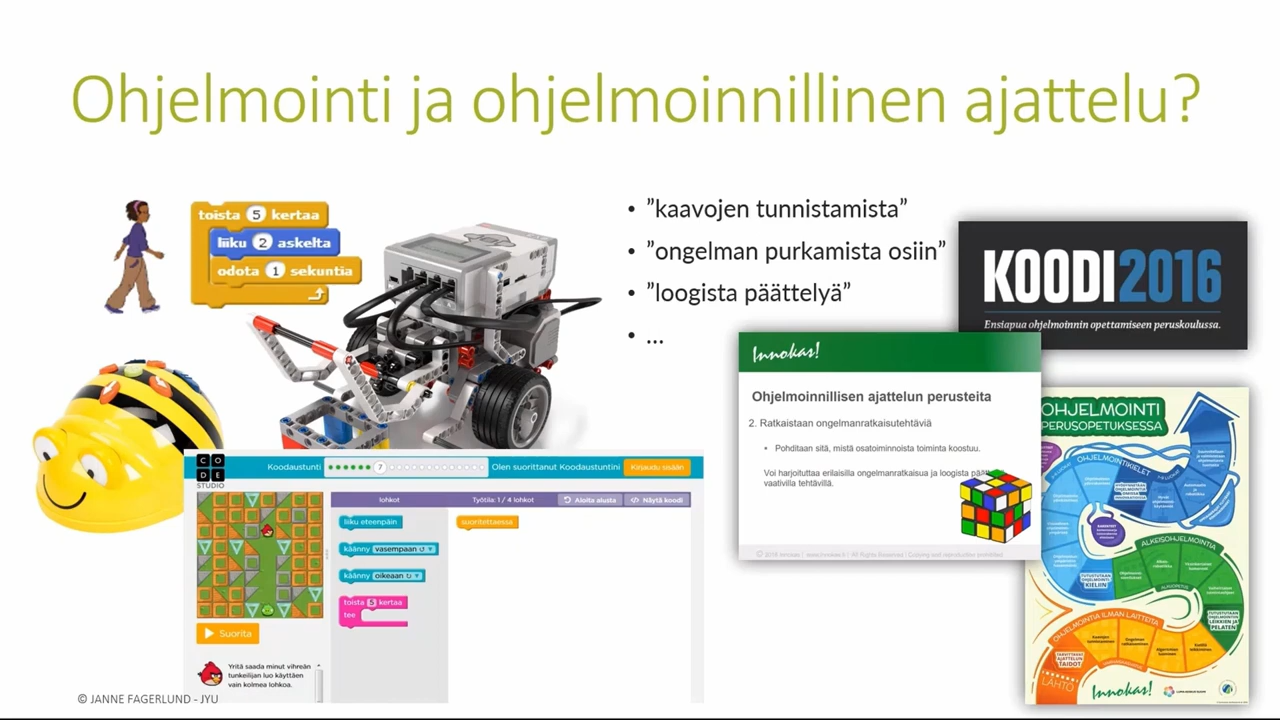 Ohjelmointi ja ohjelmoinnillinen ajattelu?
toista 5 kertaa
liiku 2 askelta
odota 1 sekuntia
• ”kaavojen tunnistamista”
• ”ongelman purkamista osiin”
• ”loogista päättelyä”
• ...
KOODI2016
Ensiapua ohjelmoinnin opettamiseen peruskoulussa.
Innokas!
Ohjelmoinnillisen ajattelun perusteita
2. Ratkaistaan ongelmanratkaisutehtäviä
• Pohditaan sitä, mistä osatoiminnoista toiminta koostuu.
Voi harjoituttaa erilaisilla ongelmanratkaisua ja loogista
vaativilla tehtävillä.
OHJELMOINTI
PERUSOPETUKSESSA
OHJELMOINTIKIELET
ALKEISOHJELMOINTIA
OHJELMOINTIA ILMAN LAITTEITA
LÄHTÖ
Innokas!
CODE
STUDIO
Koodaustunti
7
Olen suorittanut Koodaustuntini
Kirjaudu sisään
lohkot
Työtila: 1 / 4 lohkot
Aloita alusta
</> Näytä koodi
liiku eteenpäin
suoritettaessa
käänny vasempaan ↺ ▼
käänny oikeaan ↻ ▼
toista 5 kertaa
tee
Suorita
Yritä saada minut vihreän
tunkeilijan luo käyttäen
vain kolmea lohkoa.
© JANNE FAGERLUND - JYU